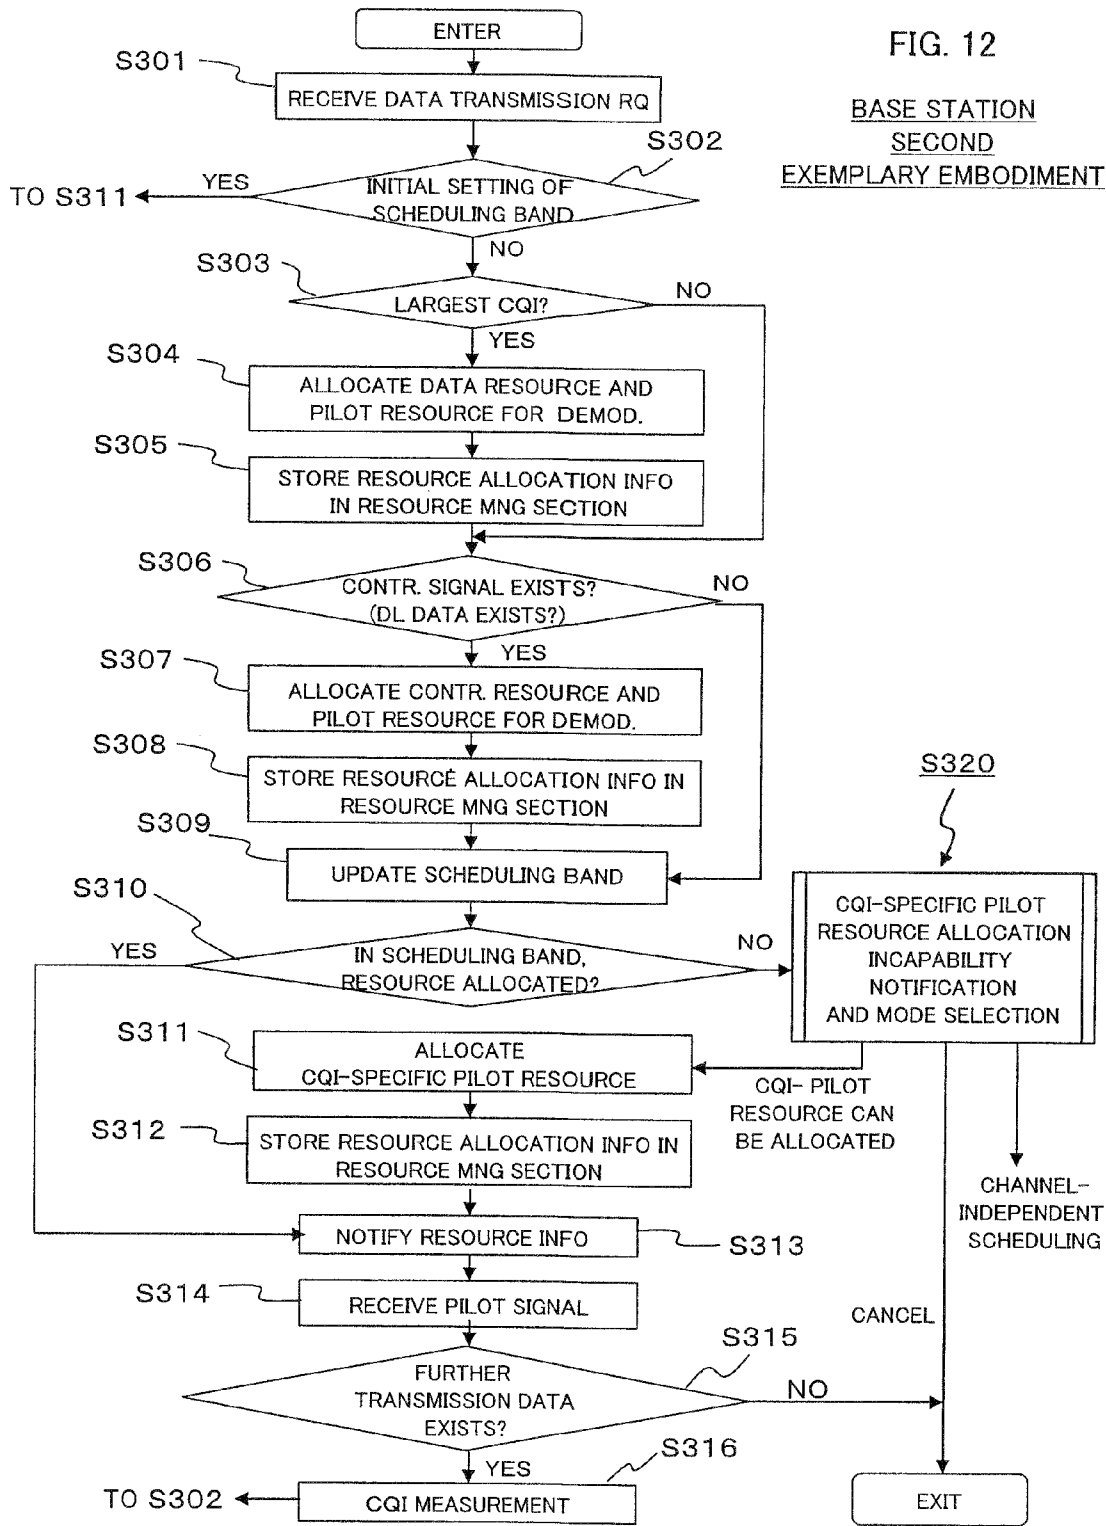 ENTER
FIG. 12
BASE STATION
SECOND
EXEMPLARY EMBODIMENT
S301
RECEIVE DATA TRANSMISSION RQ
S302
TO S311
YES
INITIAL SETTING OF
SCHEDULING BAND
NO
S303
LARGEST CQI?
NO
YES
S304
ALLOCATE DATA RESOURCE AND
PILOT RESOURCE FOR DEMOD.
S305
STORE RESOURCE ALLOCATION INFO
IN RESOURCE MNG SECTION
S306
CONTR. SIGNAL EXISTS?
(DL DATA EXISTS?)
NO
YES
S307
ALLOCATE CONTR. RESOURCE AND
PILOT RESOURCE FOR DEMOD.
S308
STORE RESOURCE ALLOCATION INFO IN
RESOURCE MNG SECTION
S309
UPDATE SCHEDULING BAND
S310
YES
IN SCHEDULING BAND,
RESOURCE ALLOCATED?
NO
S320
CQI-SPECIFIC PILOT
RESOURCE ALLOCATION
INCAPABILITY
NOTIFICATION
AND MODE SELECTION
S311
ALLOCATE
CQI-SPECIFIC PILOT RESOURCE
CQI- PILOT
RESOURCE CAN
BE ALLOCATED
S312
STORE RESOURCE ALLOCATION INFO IN
RESOURCE MNG SECTION
CHANNEL-
INDEPENDENT
SCHEDULING
NOTIFY RESOURCE INFO
S313
S314
RECEIVE PILOT SIGNAL
CANCEL
S315
FURTHER
TRANSMISSION DATA
EXISTS?
NO
YES
S316
TO S302
CQI MEASUREMENT
EXIT